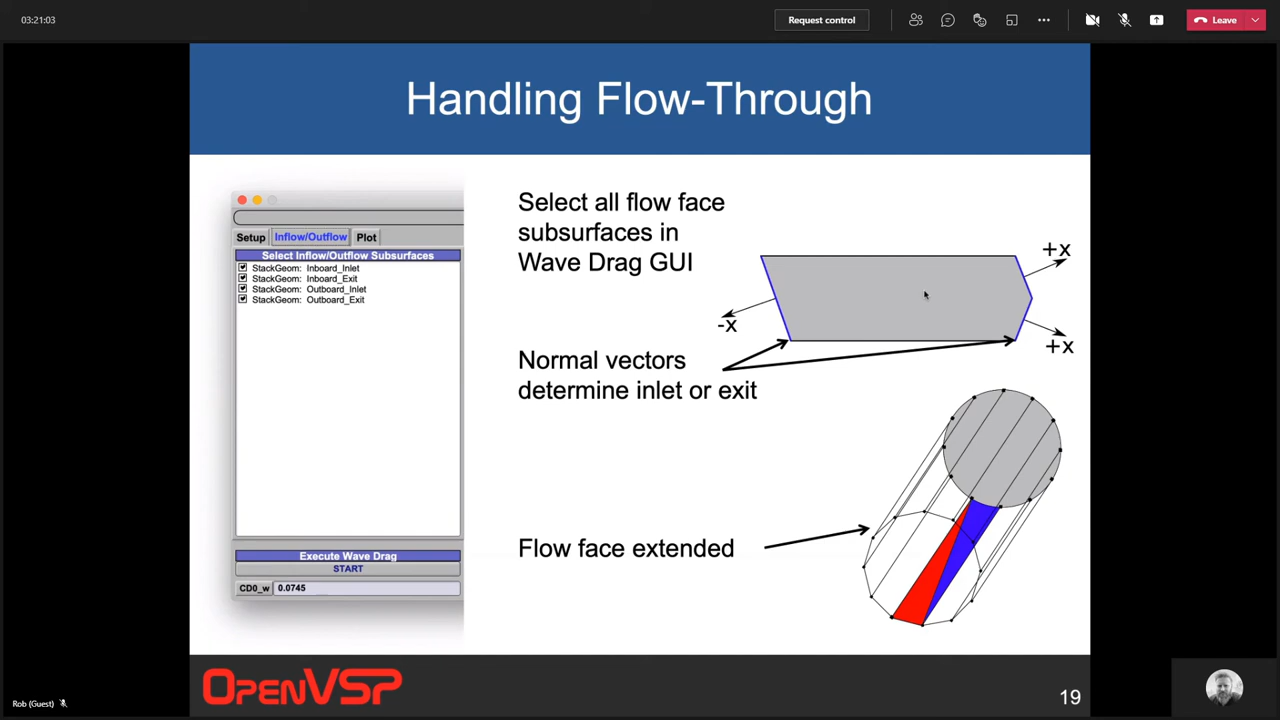 03:21:03
Request control
Leave
Handling Flow-Through
Setup
Inflow/Outflow
Plot
Select Inflow/Outflow Subsurfaces
StackGeom: Inboard_Inlet
StackGeom: Inboard_Exit
StackGeom: Outboard_Inlet
StackGeom: Outboard_Exit
Execute Wave Drag
START
CD0_w
0.0745
Select all flow face
subsurfaces in
Wave Drag GUI
+x
-x
+x
Normal vectors
determine inlet or exit
Flow face extended
OpenVSP
19
Rob (Guest)